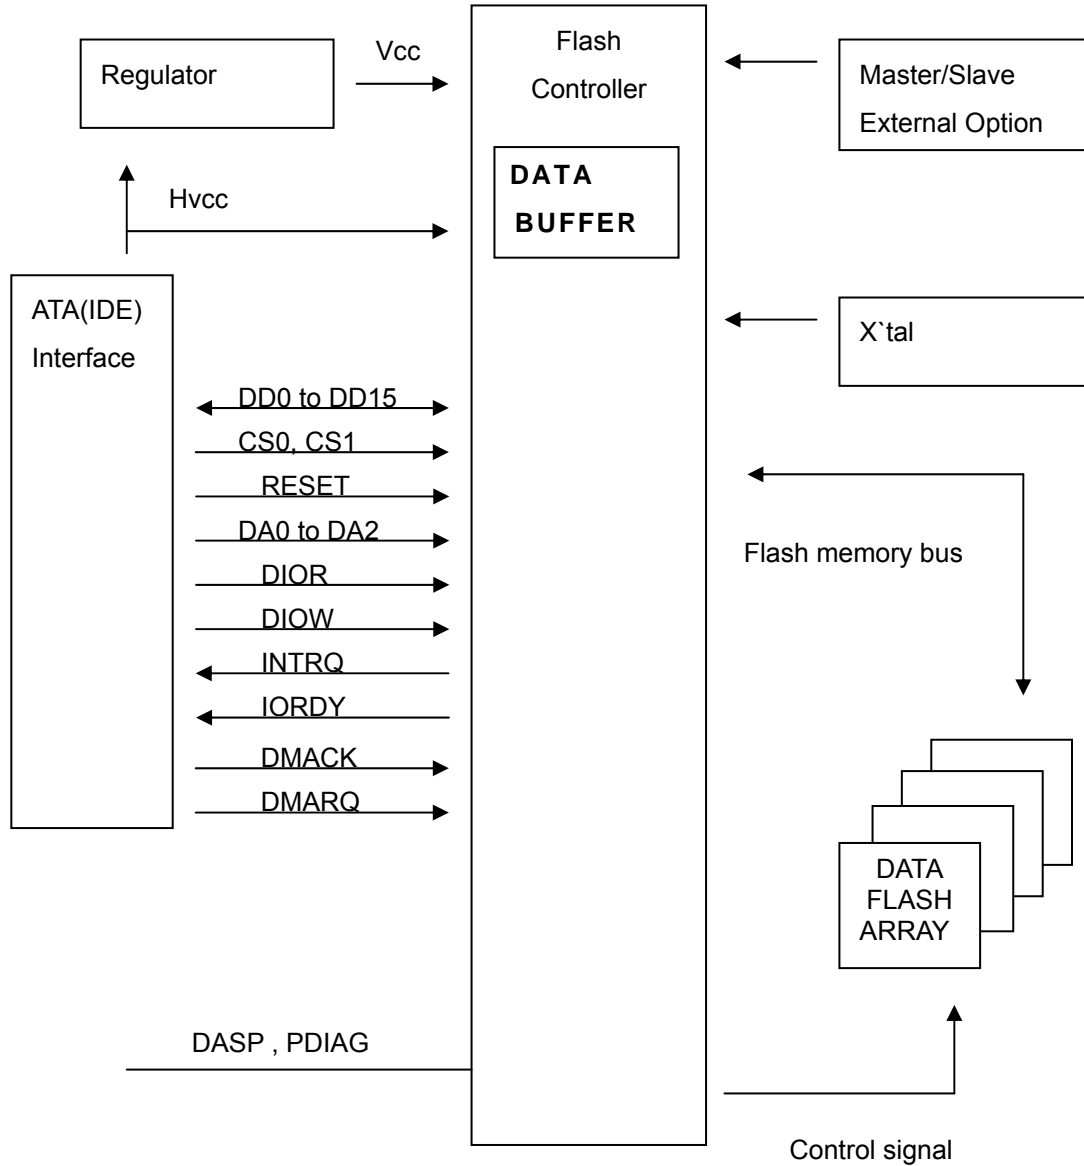 Regulator
Vcc
Flash
Controller
Master/Slave
External Option
DATA
BUFFER
Hvcc
ATA(IDE)
Interface
X`tal
DD0 to DD15
CS0, CS1
RESET
DA0 to DA2
DIOR
DIOW
INTRQ
IORDY
DMACK
DMARQ
Flash memory bus
DATA
FLASH
ARRAY
DASP , PDIAG
Control signal